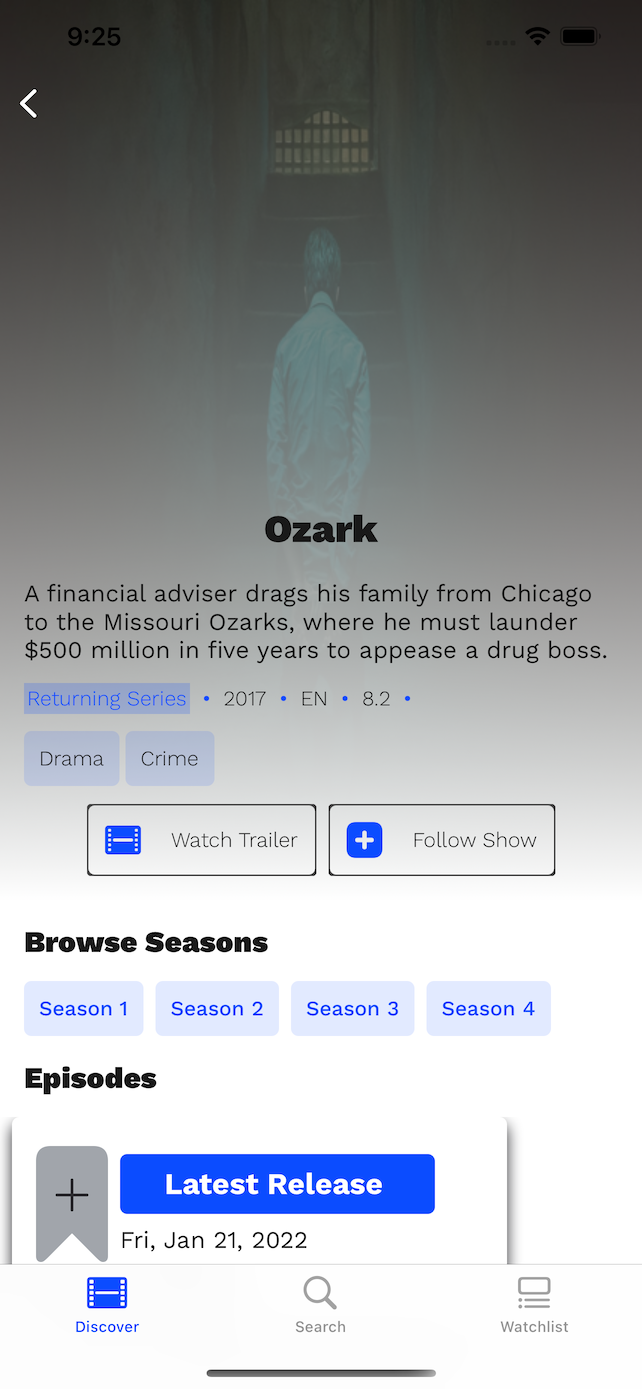 9:25
Ozark
A financial adviser drags his family from Chicago
to the Missouri Ozarks, where he must launder
$500 million in five years to appease a drug boss.
Returning Series • 2017 • EN • 8.2 •
Drama Crime
Watch Trailer Follow Show
Browse Seasons
Season 1 Season 2 Season 3 Season 4
Episodes
Latest Release
Fri, Jan 21, 2022
Discover Search Watchlist